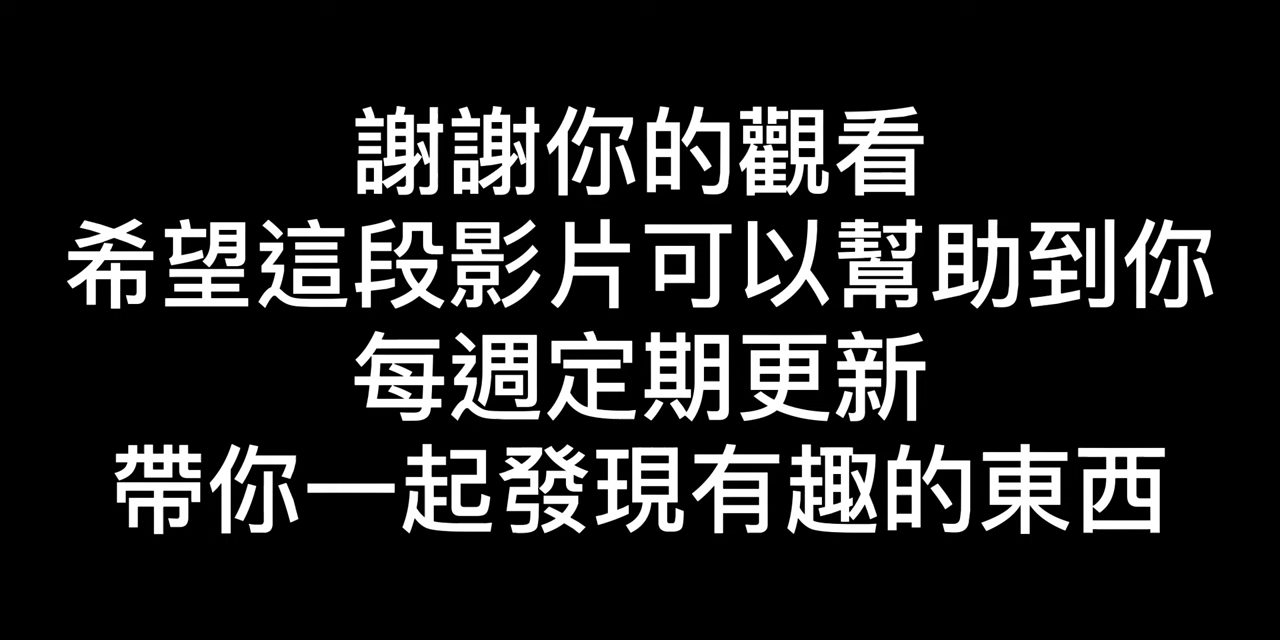 謝謝你的觀看
希望這段影片可以幫助到你
每週定期更新
帶你一起發現有趣的東西